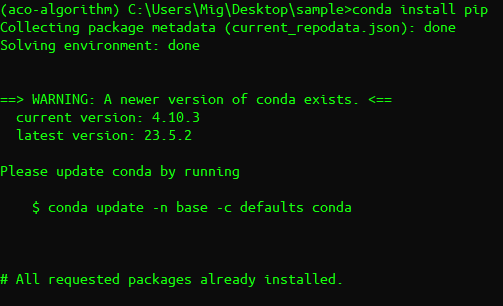 (aco-algorithm) C:\Users\Mig\Desktop\sample>conda install pip
Collecting package metadata (current_repodata.json): done
Solving environment: done
==> WARNING: A newer version of conda exists. <==
  current version: 4.10.3
  latest version: 23.5.2
Please update conda by running
    $ conda update -n base -c defaults conda
# All requested packages already installed.